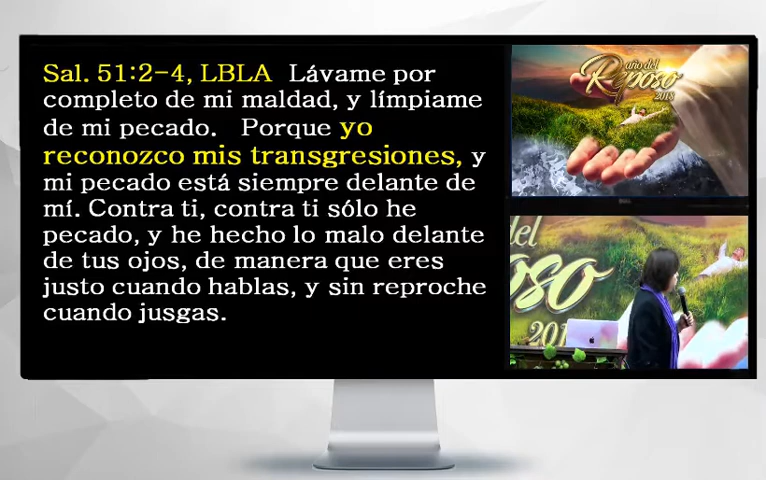 Sal. 51:2-4, LBLA Lávame por
completo de mi maldad, y límpiame
de mi pecado. Porque yo
reconozco mis transgresiones, y
mi pecado está siempre delante de
mí. Contra ti, contra ti sólo he
pecado, y he hecho lo malo delante
de tus ojos, de manera que eres
justo cuando hablas, y sin reproche
cuando jusgas.
año del
Reposo
2018
del
oso
201